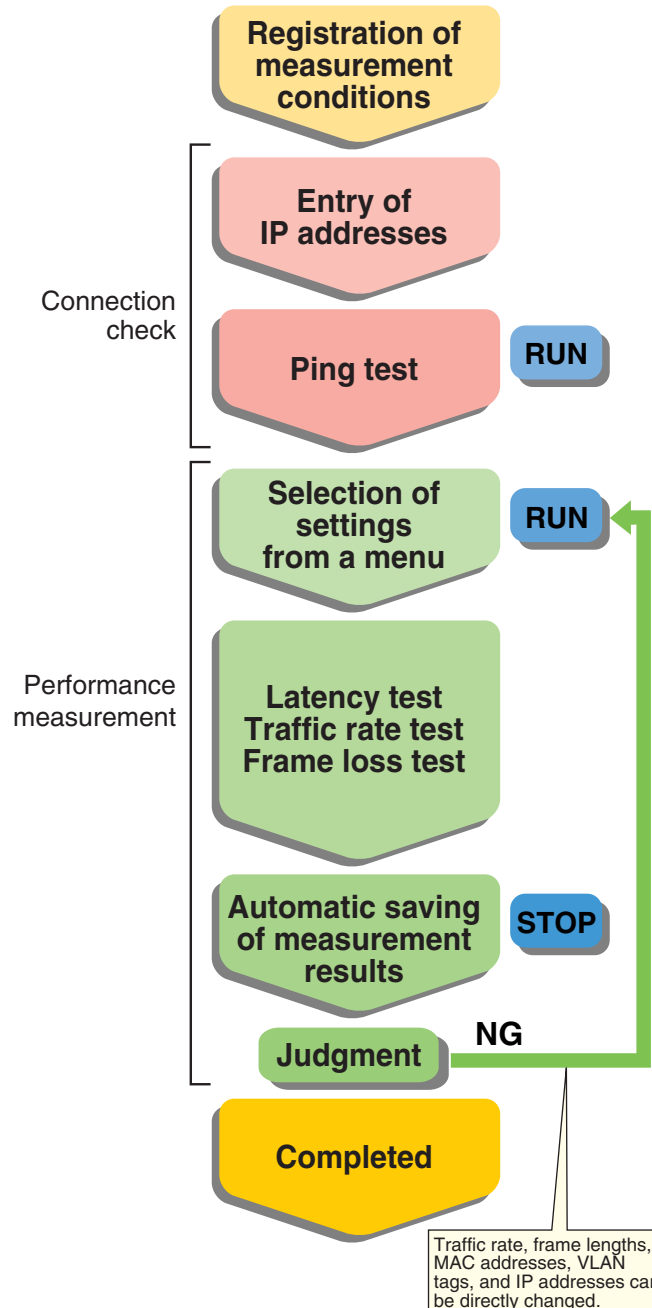 Registration of
measurement
conditions
Entry of
IP addresses
Connection
check
Ping test
RUN
Selection of
settings
from a menu
RUN
Performance
measurement
Latency test
Traffic rate test
Frame loss test
Automatic saving
of measurement
results
STOP
Judgment
NG
Completed
Traffic rate, frame lengths,
MAC addresses, VLAN
tags, and IP addresses can
be directly changed.